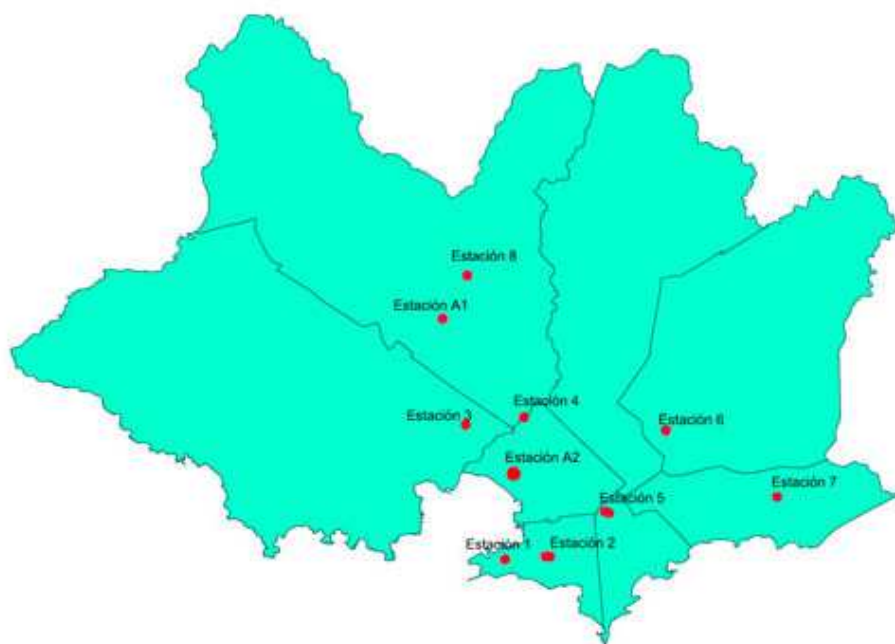 Estación 8
Estación A1
Estación 4
Estación 3
Estación 6
Estación A2
Estación 7
Estación 5
Estación 1
Estación 2